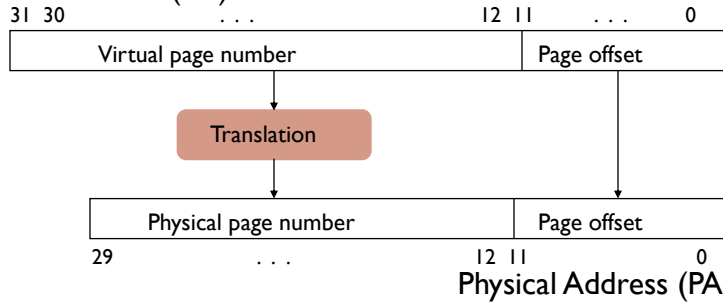 31 30 . . . 12 11 . . . 0
Virtual page number Page offset
Translation
Physical page number Page offset
29 . . . 12 11 0
Physical Address (PA